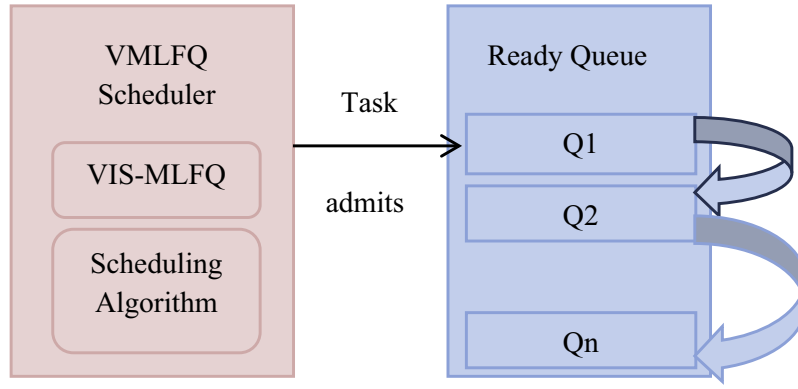 VMLFQ
Scheduler
VIS-MLFQ
Scheduling
Algorithm
Task
admits
Ready Queue
Q1
Q2
Qn